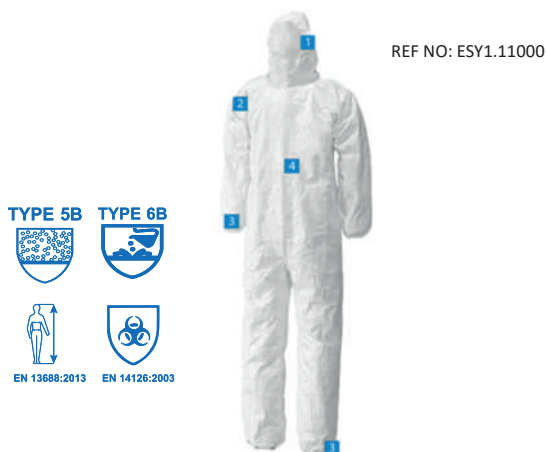 1
REF NO: ESY1.11000
2
4
TYPE 5B TYPE 6B
3
EN 13688:2013 EN 14126:2003
3